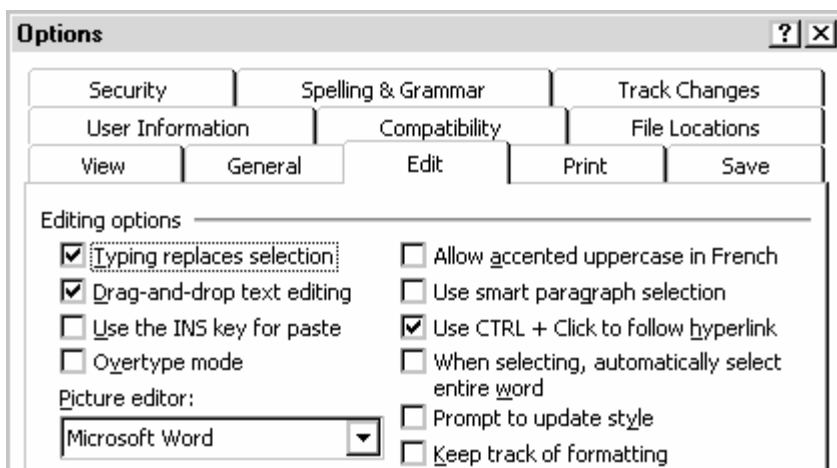 Options
Security Spelling & Grammar Track Changes
User Information Compatibility File Locations
View General Edit Print Save
Editing options
Typing replaces selection
Drag-and-drop text editing
Use the INS key for paste
Overtype mode
Picture editor:
Microsoft Word
Allow accented uppercase in French
Use smart paragraph selection
Use CTRL + Click to follow hyperlink
When selecting, automatically select
entire word
Prompt to update style
Keep track of formatting